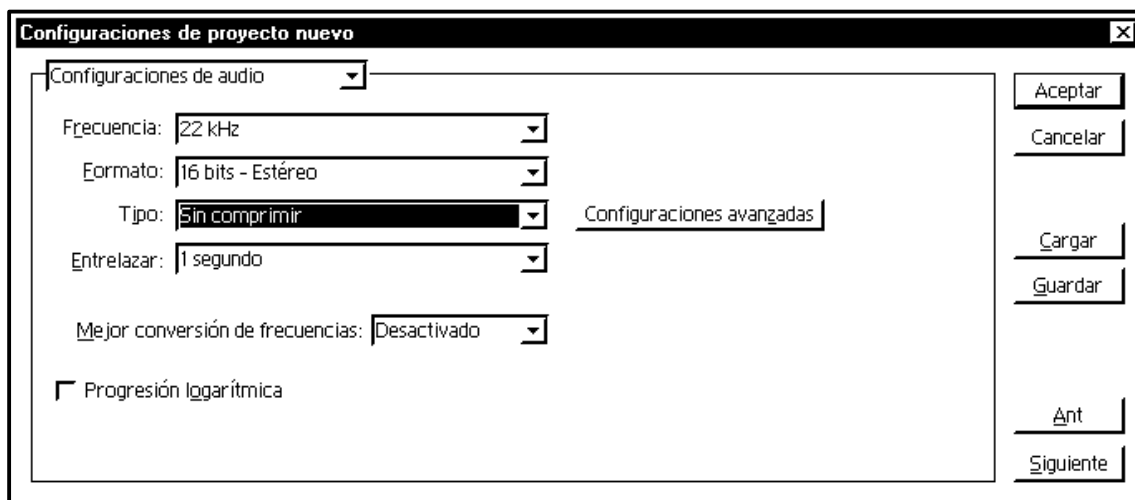 Configuraciones de proyecto nuevo
Configuraciones de audio
Aceptar
Frecuencia: 22 kHz
Cancelar
Formato: 16 bits - Estéreo
Tipo: Sin comprimir
Configuraciones avanzadas
Cargar
Entrelazar: 1 segundo
Guardar
Mejor conversión de frecuencias: Desactivado
Progresión logarítmica
Ant
Siguiente